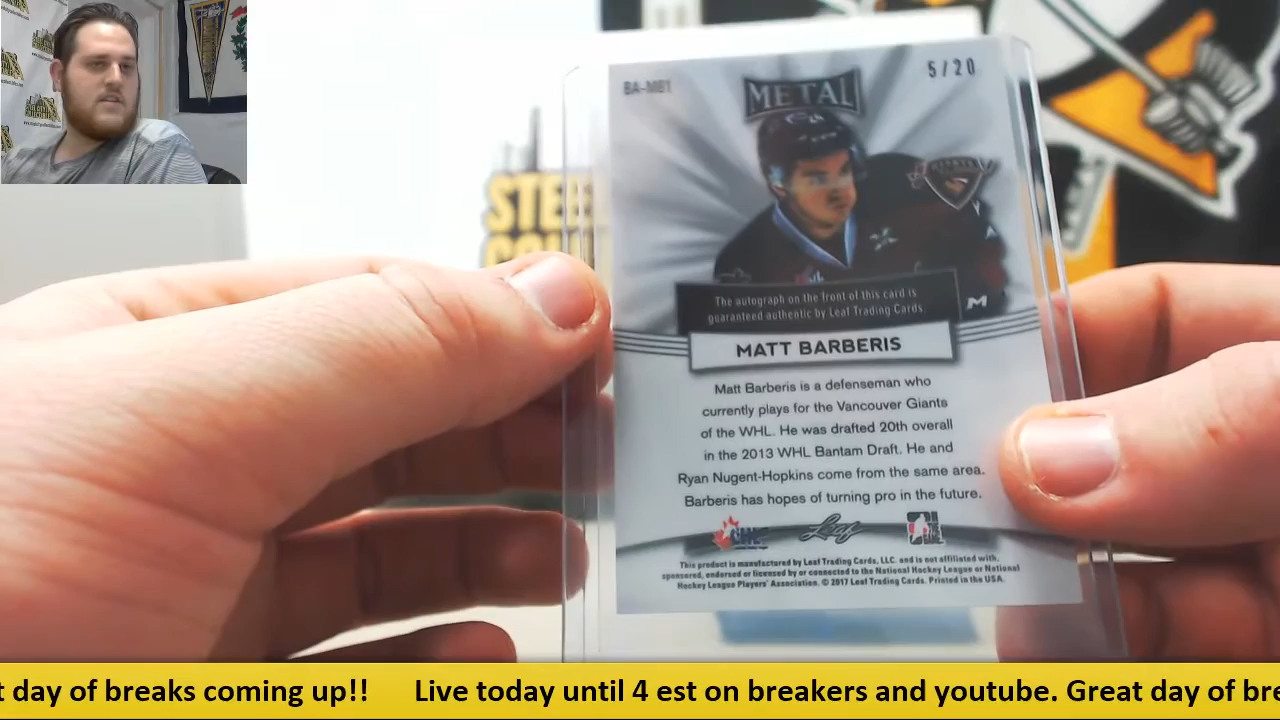 BA-MB1
METAL
5/20
STEEL
The autograph on the front of this card is
guaranteed authentic by Leaf Trading Cards.
MATT BARBERIS
Matt Barberis is a defenseman who
currently plays for the Vancouver Giants
of the WHL. He was drafted 20th overall
in the 2013 WHL Bantam Draft. He and
Ryan Nugent-Hopkins come from the same area.
Barberis has hopes of turning pro in the future.
CHL Leaf
This product is manufactured by Leaf Trading Cards, LLC. and is not affiliated with,
sponsored, endorsed or licensed by or connected to the National Hockey League or National
Hockey League Players' Association. © 2017 Leaf Trading Cards. Printed in the USA.
t day of breaks coming up!! Live today until 4 est on breakers and youtube. Great day of bre